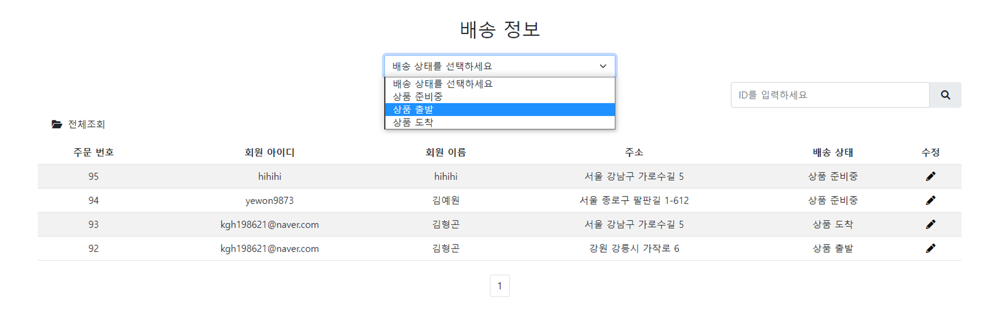 배송 정보
배송 상태를 선택하세요
배송 상태를 선택하세요
상품 준비중
상품 출발
상품 도착
ID를 입력하세요
전체조회
주문 번호 회원 아이디 회원 이름 주소 배송 상태 수정
95 hihihi hihihi 서울 강남구 가로수길 5 상품 준비중
94 yewon9873 김예원 서울 종로구 팔판길 1-612 상품 준비중
93 kgh198621@naver.com 김형곤 서울 강남구 가로수길 5 상품 도착
92 kgh198621@naver.com 김형곤 강원 강릉시 가작로 6 상품 출발
1